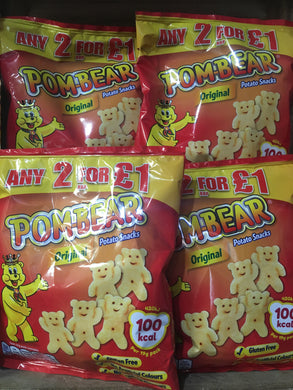 ANY 2 FOR £1
POM-BEAR
Potato Snacks
Original
ANY 2 FOR £1
POM-BEAR
Potato Snacks
Original
100
ANY 2 FOR £1
POM-BEAR
Potato Snacks
Original
100
kcal
Gluten Free
Colours
ANY 2 FOR £1
POM-BEAR
Potato Snacks
Original
100
kcal
Gluten Free